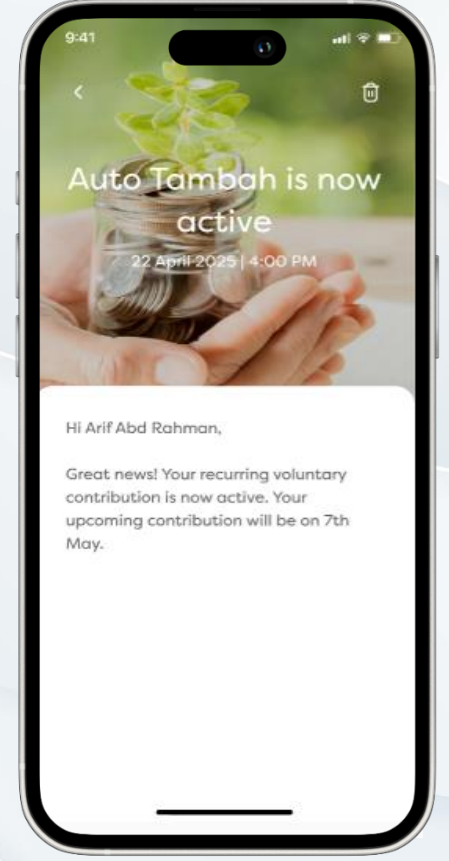 9:41
Auto Tambah is now
active
22 April 2025 | 4:00 PM
Hi Arif Abd Rahman,
Great news! Your recurring voluntary
contribution is now active. Your
upcoming contribution will be on 7th
May.